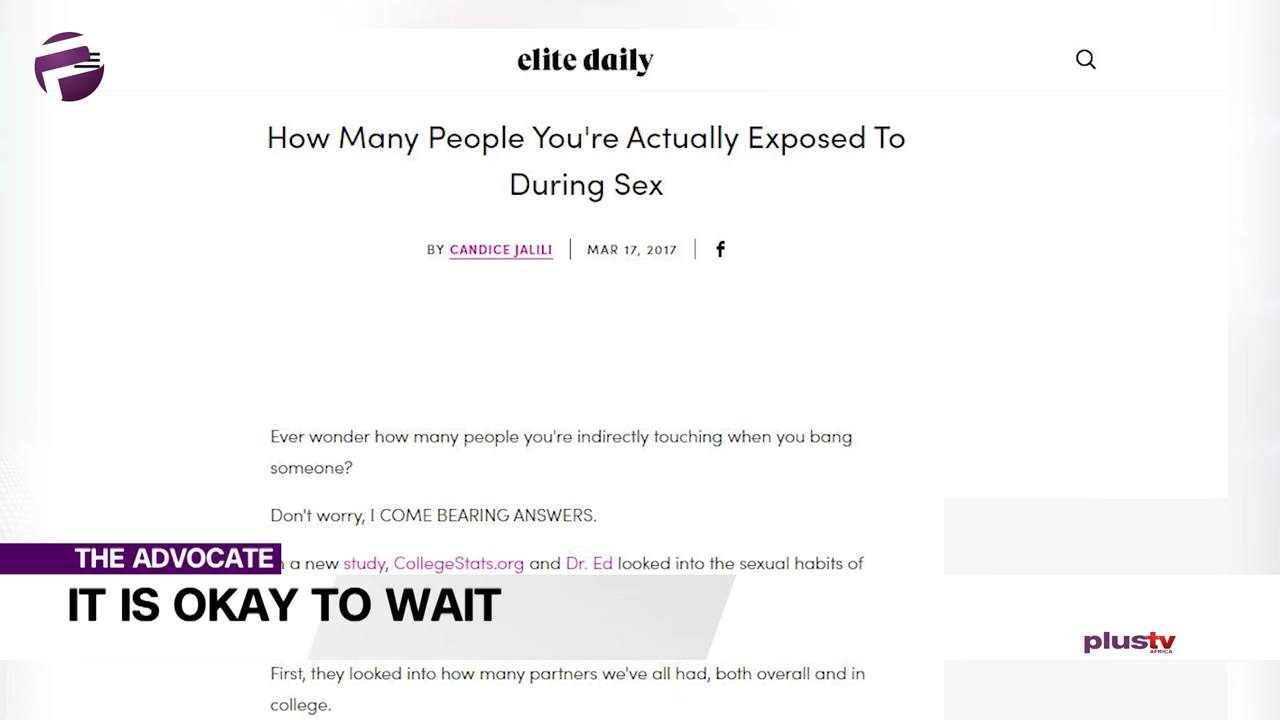 elite daily
How Many People You're Actually Exposed To
During Sex
BY CANDICE JALILI MAR 17, 2017 f
Ever wonder how many people you're indirectly touching when you bang
someone?
Don't worry, I COME BEARING ANSWERS.
a new study, CollegeStats.org and Dr. Ed looked into the sexual habits of
THE ADVOCATE
IT IS OKAY TO WAIT
plustv
AFRICA
First, they looked into how many partners we've all had, both overall and in
college.